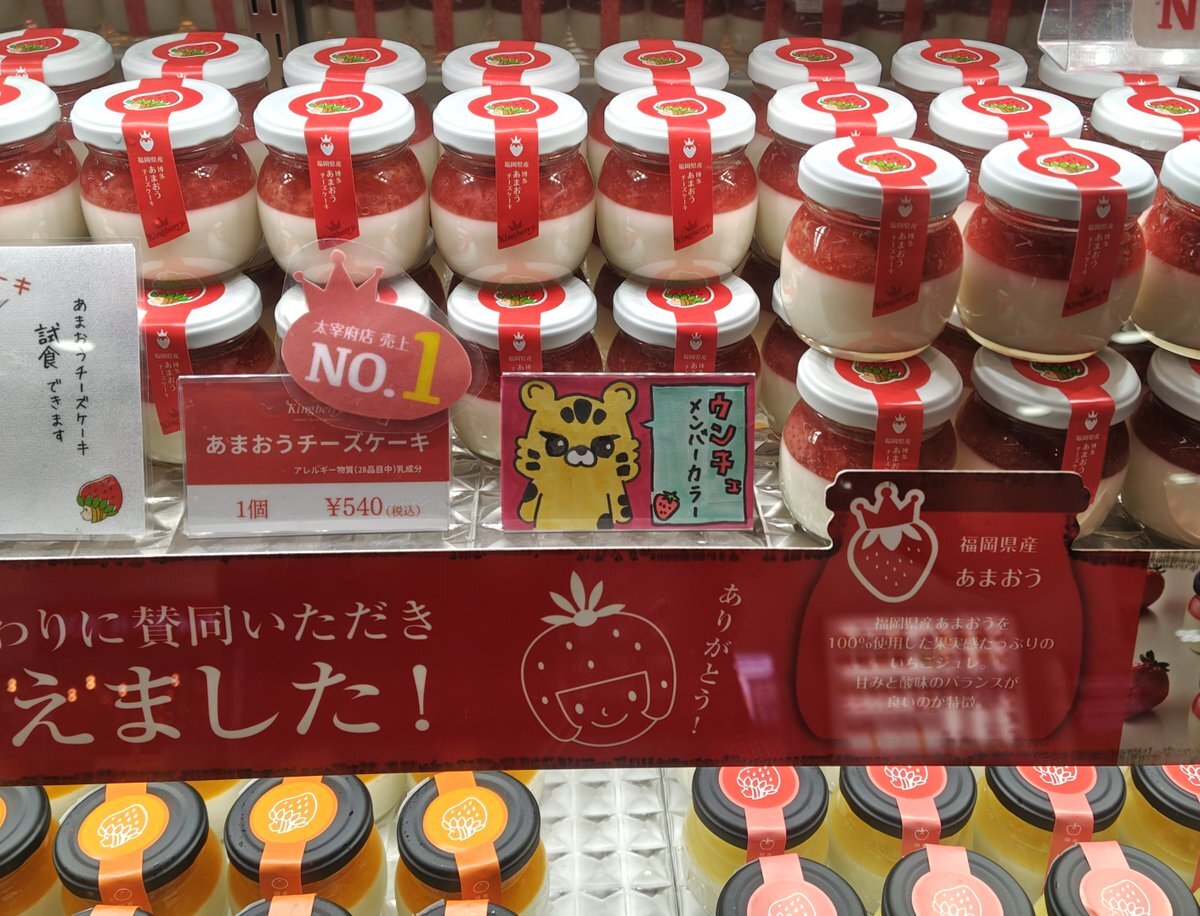 ーキ
あまおうチーズケーキ
試食できます
太宰府店 売上
NO.1
Kingberry
あまおうチーズケーキ
アレルギー物質(28品目中)乳成分
1個 ¥540(税込)
ウンチュ
メンバーカラー
福岡県産
博多
あまおう
チーズケーキ
Kingberry
わりに賛同いただき
えました!
ありがとう!
福岡県産
あまおう
福岡県産あまおうを
100%使用した果実感たっぷりの
いちごジュレ。
甘みと酸味のバランスが
良いのが特徴。
N